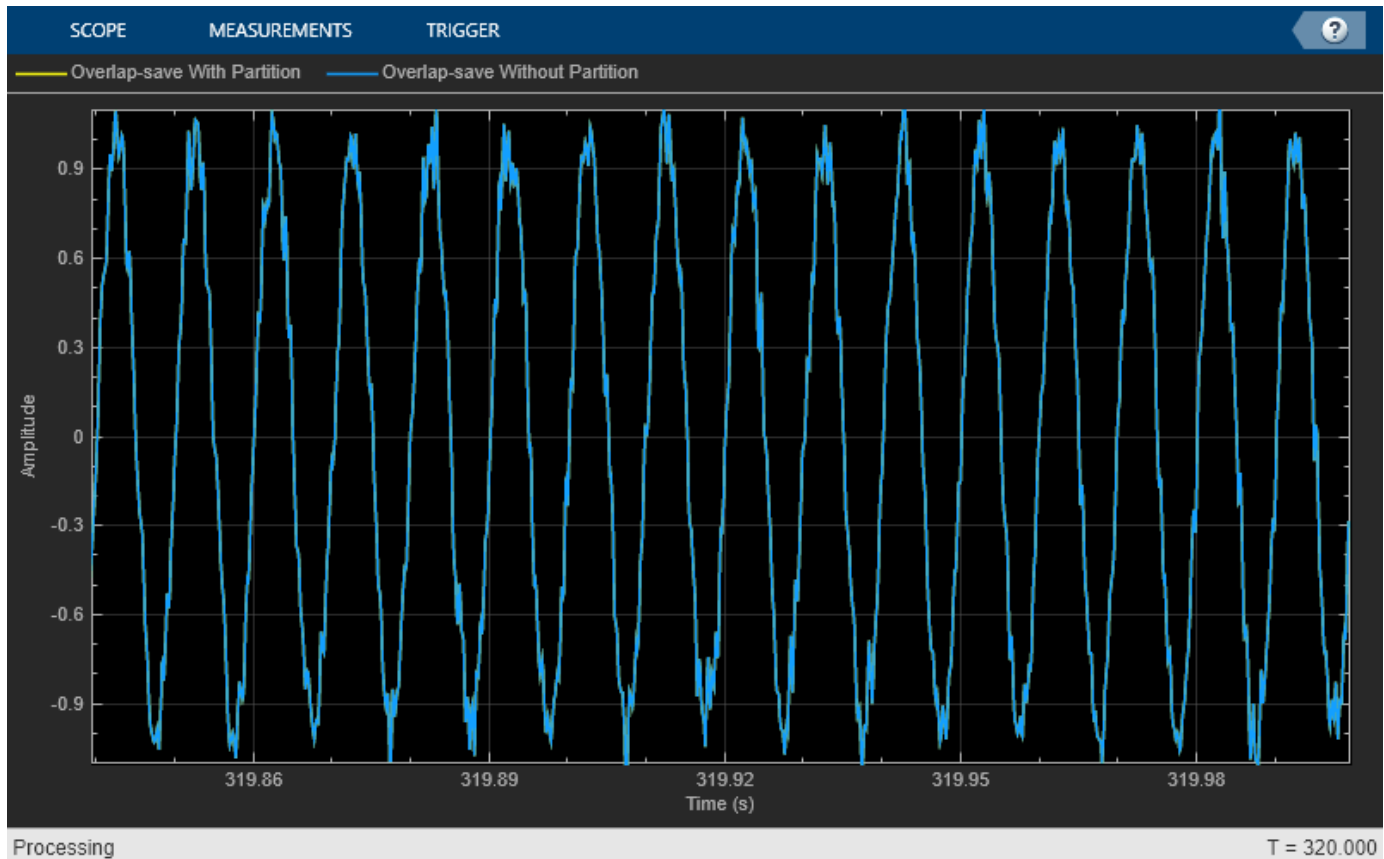 SCOPE MEASUREMENTS TRIGGER ?
Overlap-save With Partition Overlap-save Without Partition
0.9
0.6
0.3
0
-0.3
-0.6
-0.9
Amplitude
319.86 319.89 319.92 319.95 319.98
Time (s)
Processing T = 320.000